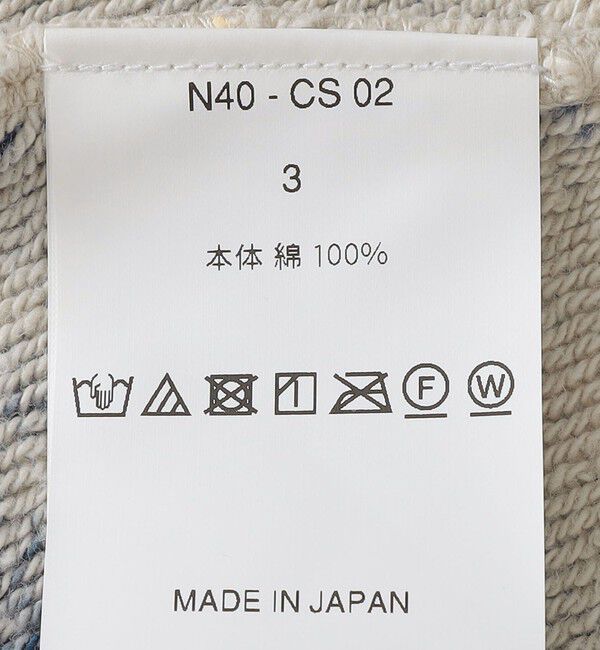 N40 - CS 02
3
本体 綿 100%
F W
MADE IN JAPAN